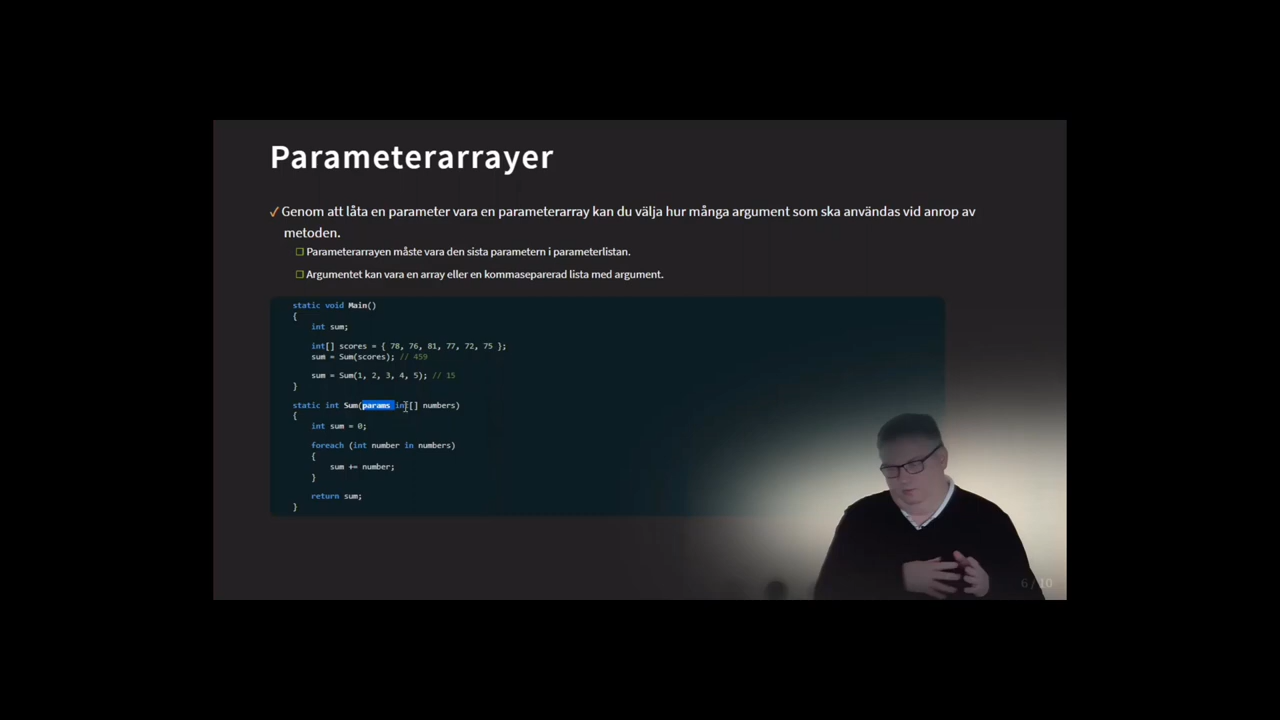 Parameterarrayer
✓ Genom att låta en parameter vara en parameterarray kan du välja hur många argument som ska användas vid anrop av
metoden.
Parameterarrayen måste vara den sista parametern i parameterlistan.
Argumentet kan vara en array eller en kommaseparerad lista med argument.
static void Main()
{
int sum;
int[] scores = { 78, 76, 81, 77, 72, 75 };
sum = Sum(scores); // 459
sum = Sum(1, 2, 3, 4, 5); // 15
}
static int Sum(params int[] numbers)
{
int sum = 0;
foreach (int number in numbers)
{
sum += number;
}
return sum;
}
6 / 10